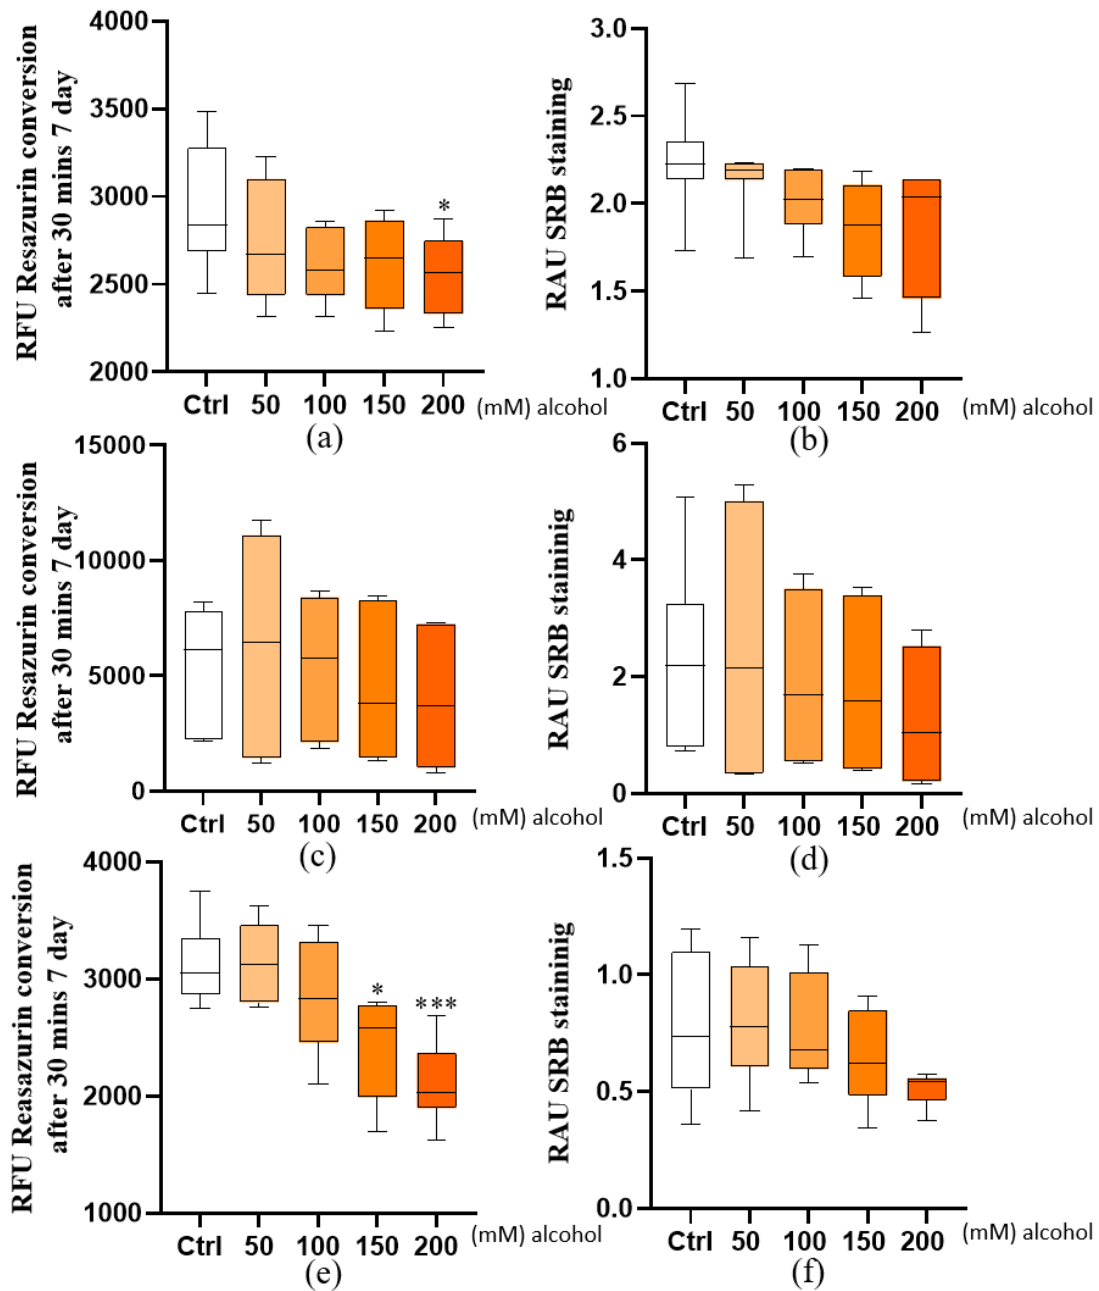 RFU Resazurin conversion
after 30 mins 7 day
4000
3500
3000
2500
2000
*
Ctrl 50 100 150 200 (mM) alcohol
(a)
RAU SRB staining
3.0
2.5
2.0
1.5
1.0
Ctrl 50 100 150 200 (mM) alcohol
(b)
RFU Resazurin conversion
after 30 mins 7 day
15000
10000
5000
0
Ctrl 50 100 150 200 (mM) alcohol
(c)
RAU SRB staininig
6
4
2
0
Ctrl 50 100 150 200 (mM) alcohol
(d)
RFU Reasazurin conversion
after 30 mins 7 day
4000
3000
2000
1000
* ***
Ctrl 50 100 150 200 (mM) alcohol
(e)
RAU SRB staining
1.5
1.0
0.5
0.0
Ctrl 50 100 150 200 (mM) alcohol
(f)